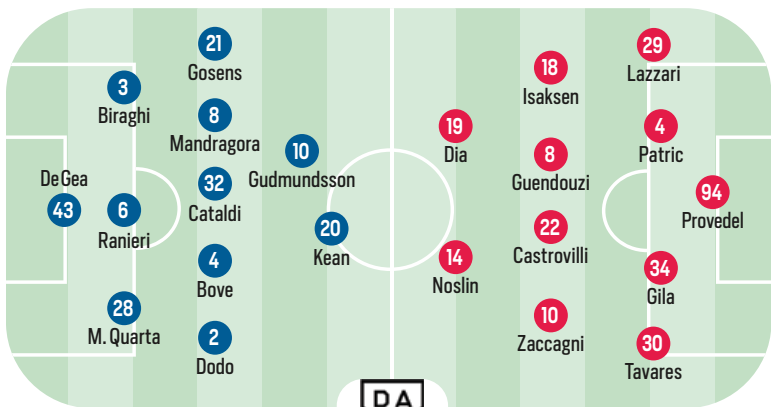 43
De Gea
3
Biraghi
6
Ranieri
28
M. Quarta
21
Gosens
8
Mandragora
32
Cataldi
4
Bove
2
Dodo
10
Gudmundsson
20
Kean
19
Dia
14
Noslin
18
Isaksen
8
Guendouzi
22
Castrovilli
10
Zaccagni
29
Lazzari
4
Patric
34
Gila
30
Tavares
94
Provedel
DA